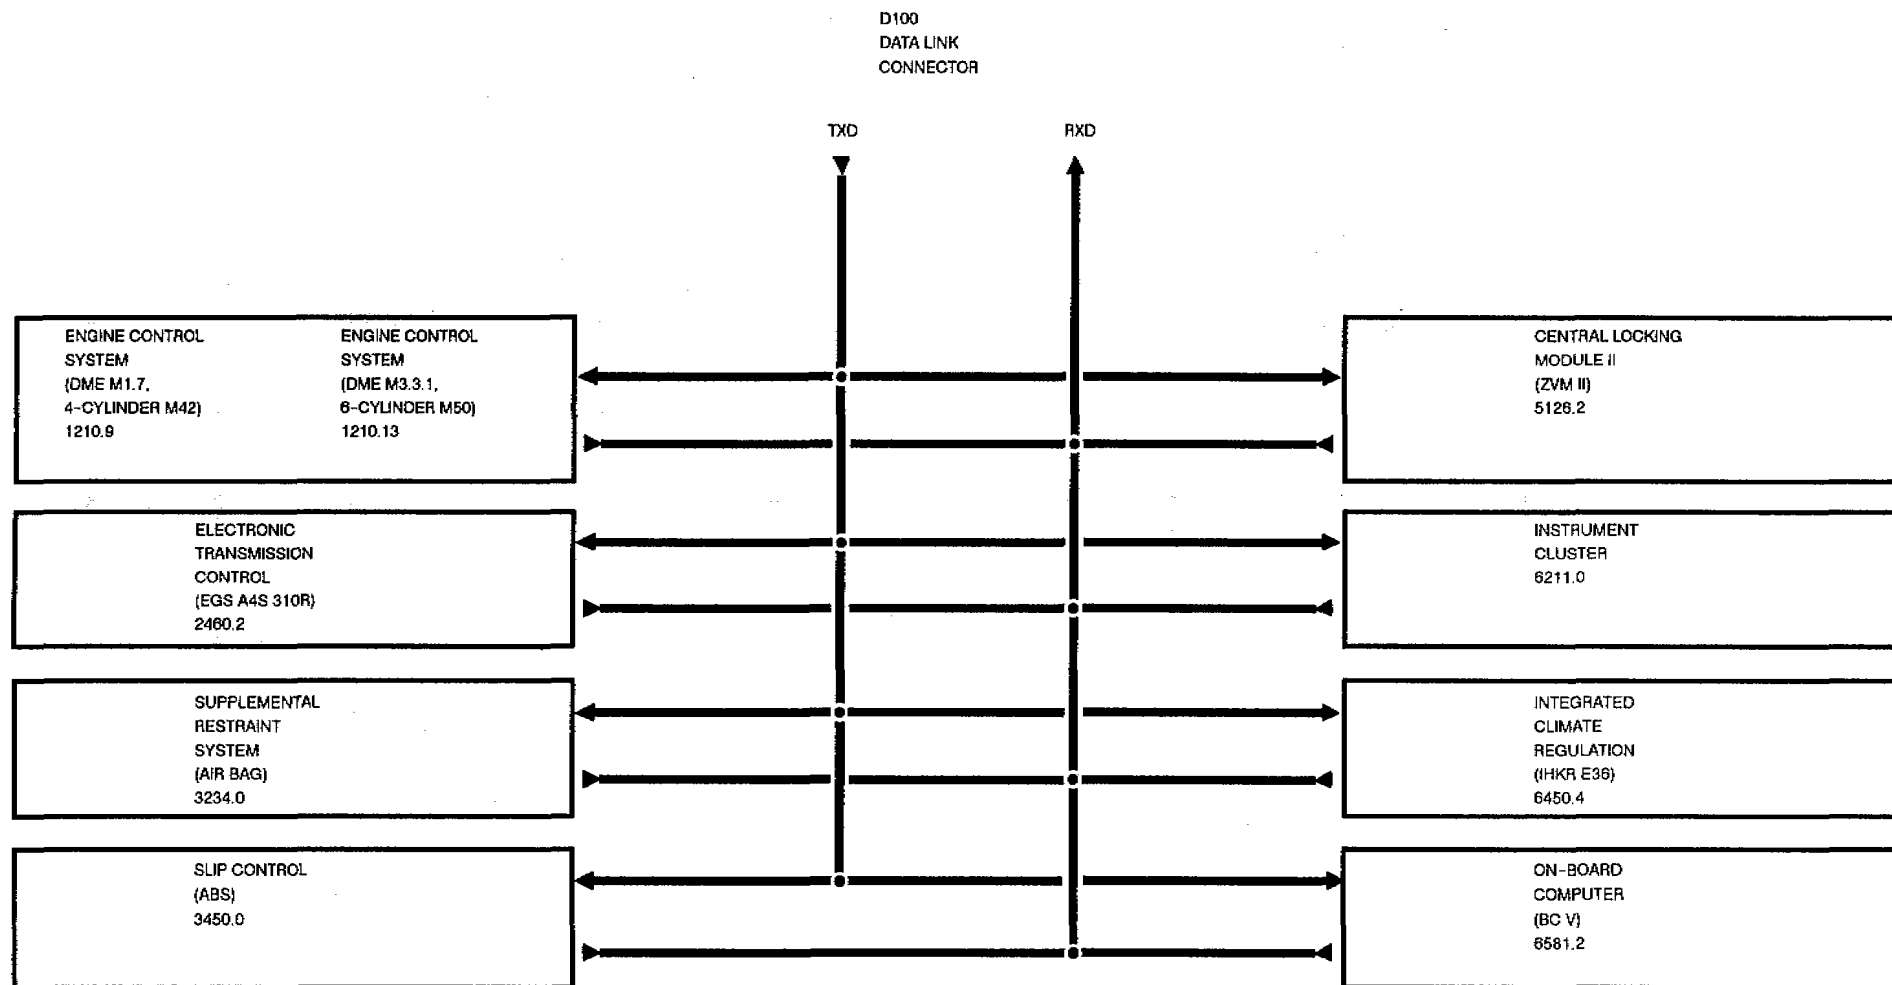 D100
DATA LINK
CONNECTOR
TXD
RXD
ENGINE CONTROL
SYSTEM
(DME M1.7,
4-CYLINDER M42)
1210.9
ENGINE CONTROL
SYSTEM
(DME M3.3.1,
6-CYLINDER M50)
1210.13
CENTRAL LOCKING
MODULE II
(ZVM II)
5126.2
ELECTRONIC
TRANSMISSION
CONTROL
(EGS A4S 310R)
2460.2
INSTRUMENT
CLUSTER
6211.0
SUPPLEMENTAL
RESTRAINT
SYSTEM
(AIR BAG)
3234.0
INTEGRATED
CLIMATE
REGULATION
(IHKR E36)
6450.4
SLIP CONTROL
(ABS)
3450.0
ON-BOARD
COMPUTER
(BC V)
6581.2